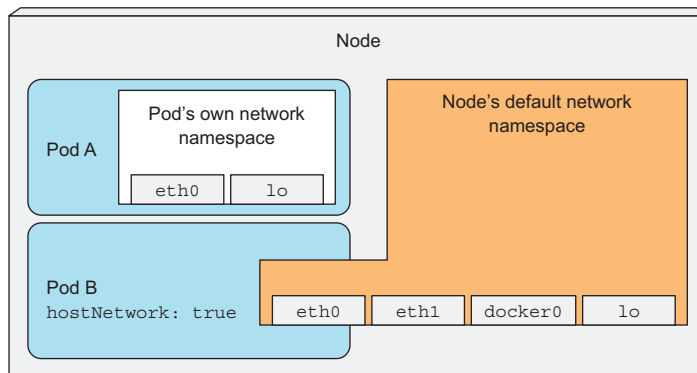 Node
Pod A
Pod's own network
namespace
eth0
lo
Node's default network
namespace
Pod B
hostNetwork: true
eth0
eth1
docker0
lo